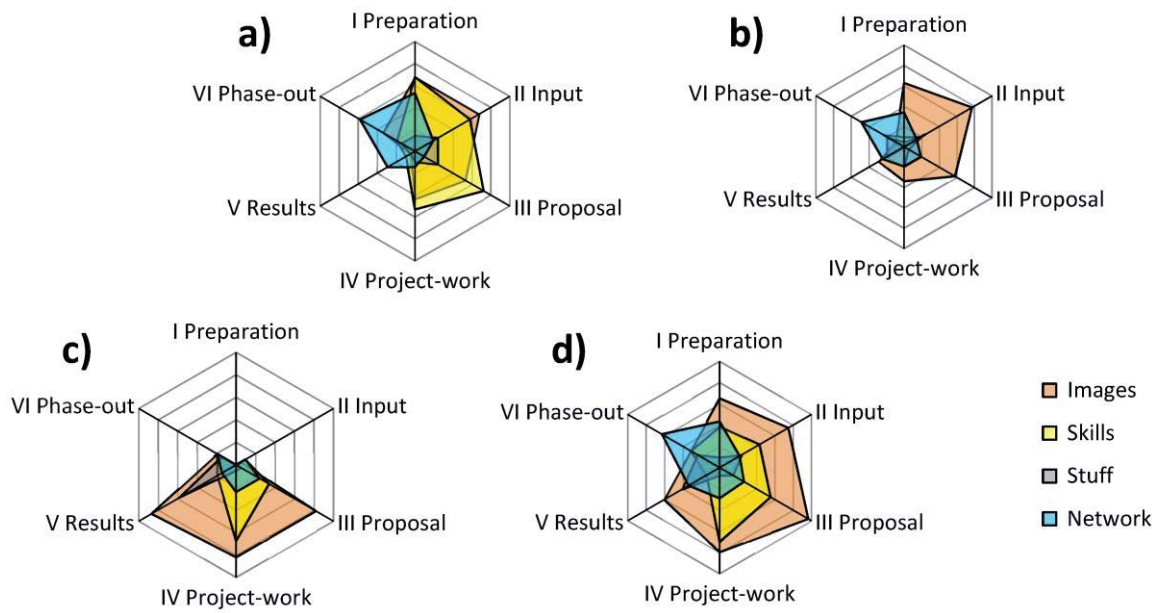 a)
I Preparation
II Input
III Proposal
IV Project-work
V Results
VI Phase-out
b)
I Preparation
II Input
III Proposal
IV Project-work
V Results
VI Phase-out
c)
I Preparation
II Input
III Proposal
IV Project-work
V Results
VI Phase-out
d)
I Preparation
II Input
III Proposal
IV Project-work
V Results
VI Phase-out
Images
Skills
Stuff
Network